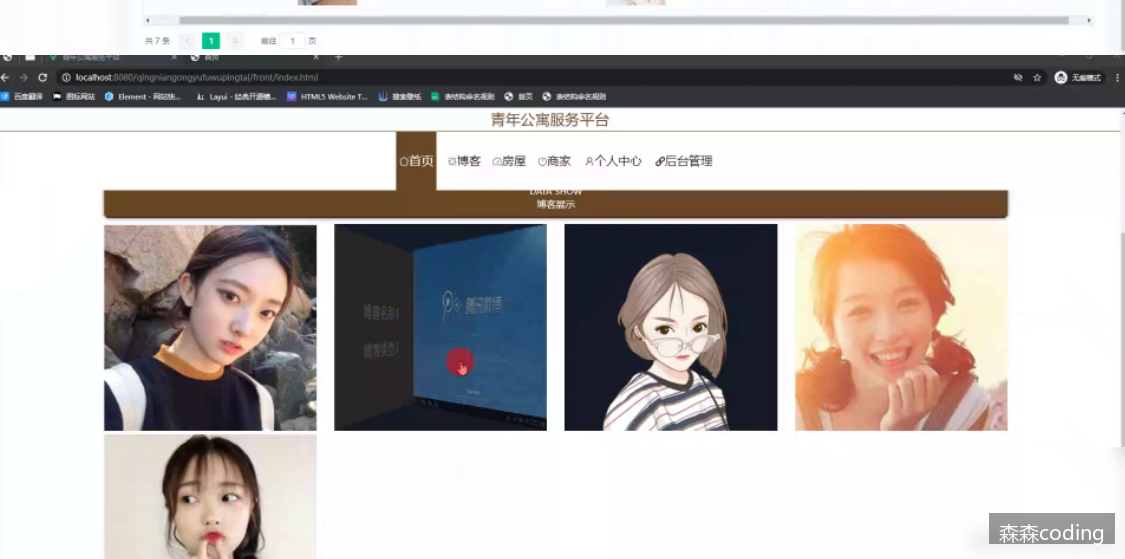 共 7 条 1 前往 1 页
青年公寓服务平台 首页
localhost:8080/qingniangongyufuwupingtai/front/index.html 无痕模式
百度翻译 图标网站 Element - 网站快... Layui - 经典开源模... HTML5 Website T... 搜索壁纸 表结构命名规则 首页 表结构命名规则
青年公寓服务平台
首页 博客 房屋 商家 个人中心 后台管理
DATA SHOW
博客展示
腾讯微博
博客名称4
博客类型3
森森coding